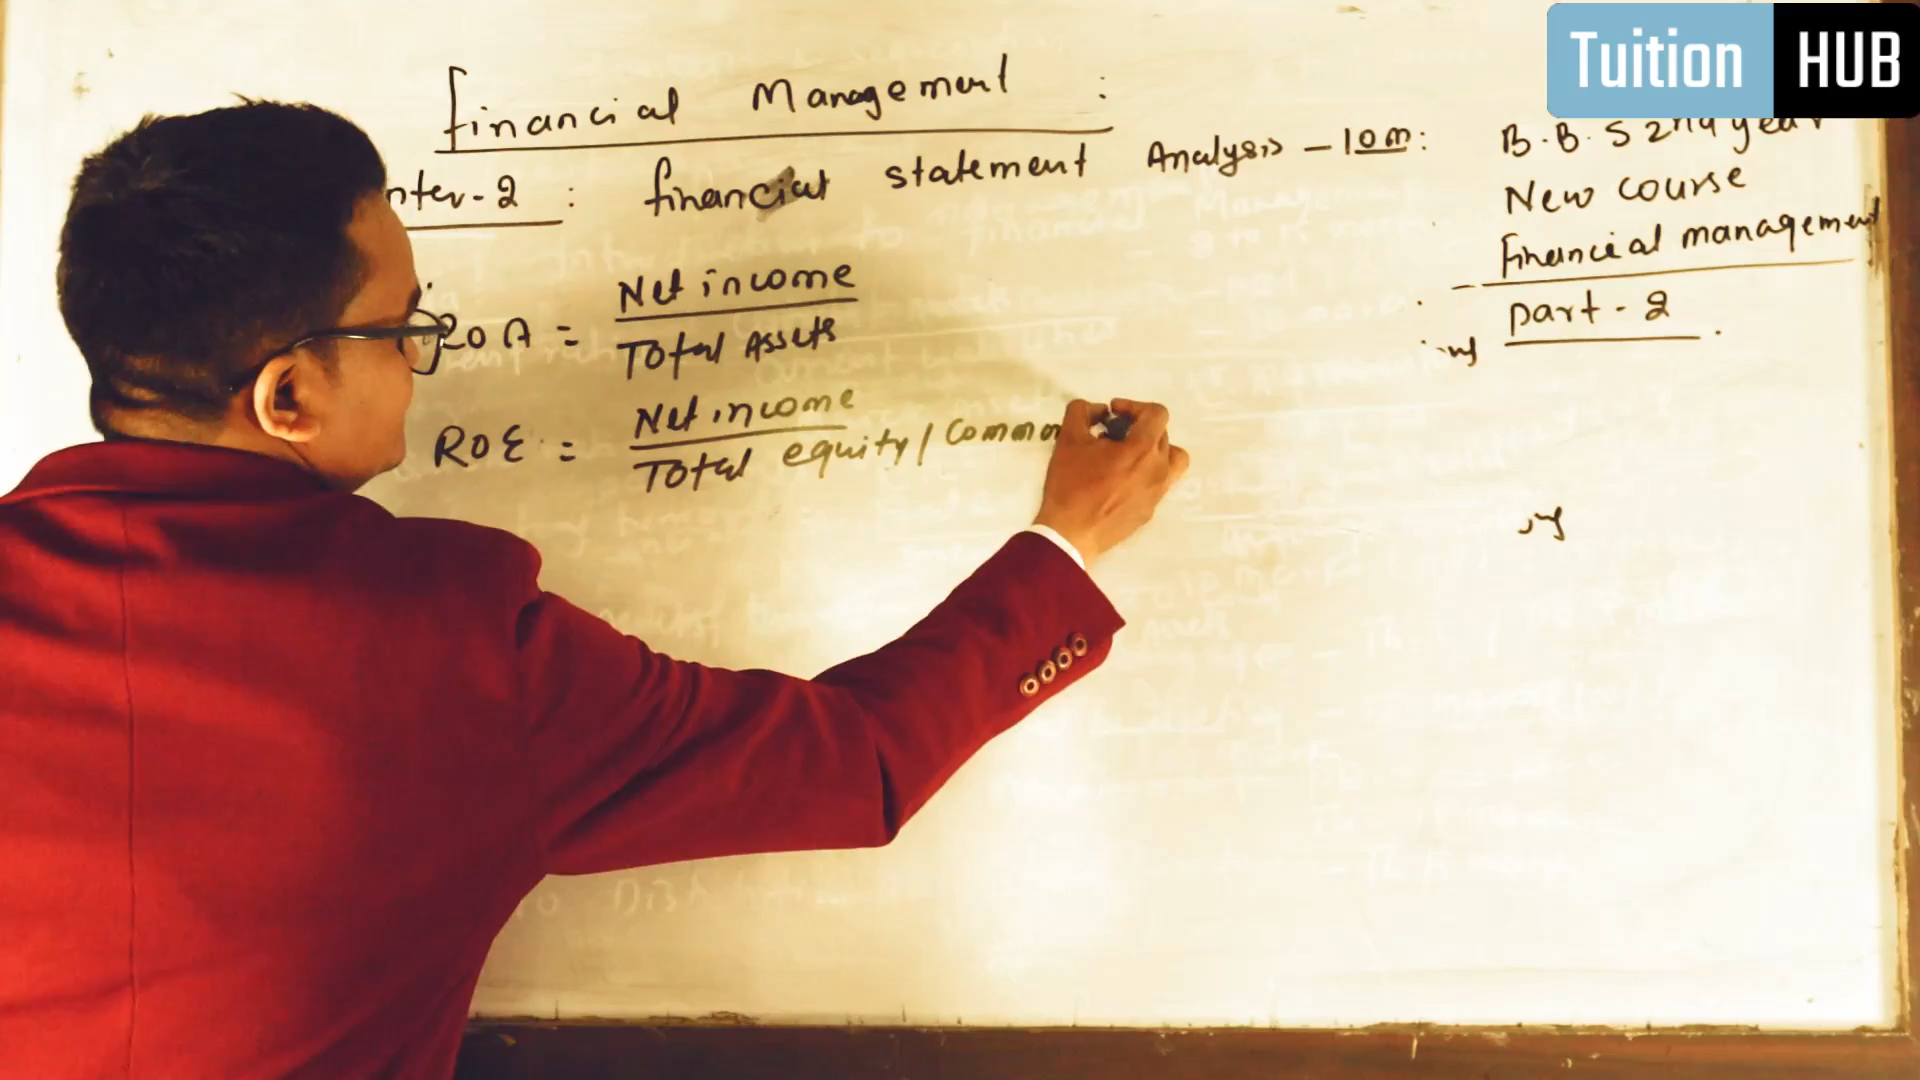 Tuition HUB
Financial Management :
nter-2 : financial statement Analysis - 10m:
B.B.S 2nd year
New course
Financial management
part-2
ROA = Net income
Total Assets
ROE = Net income
Total equity / Common